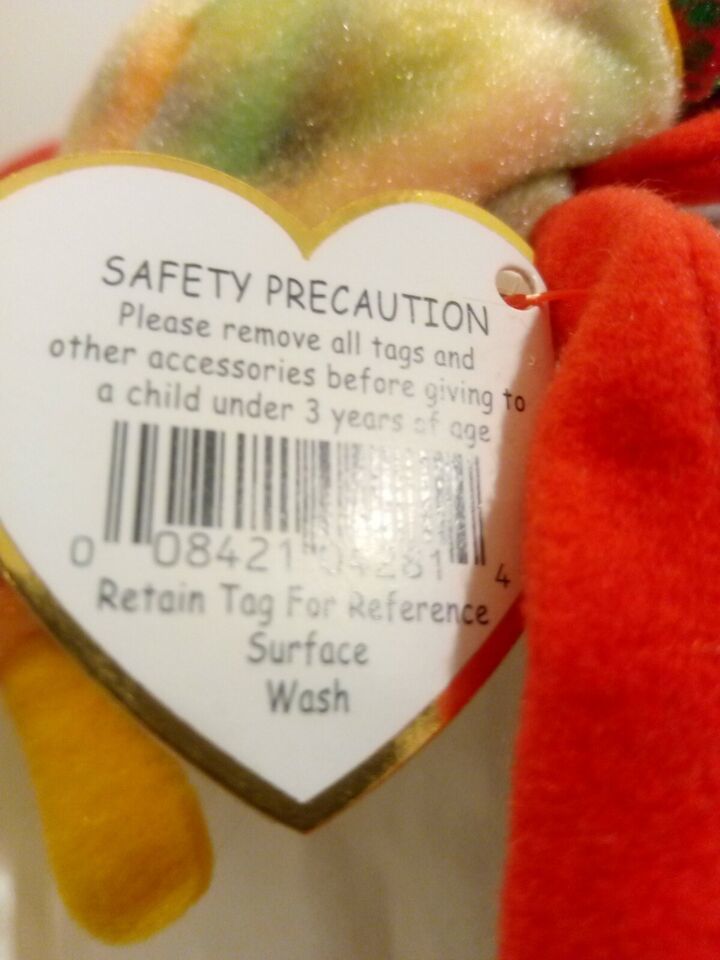 SAFETY PRECAUTION
Please remove all tags and
other accessories before giving to
a child under 3 years of age
0 08421 04281 4
Retain Tag For Reference
Surface
Wash